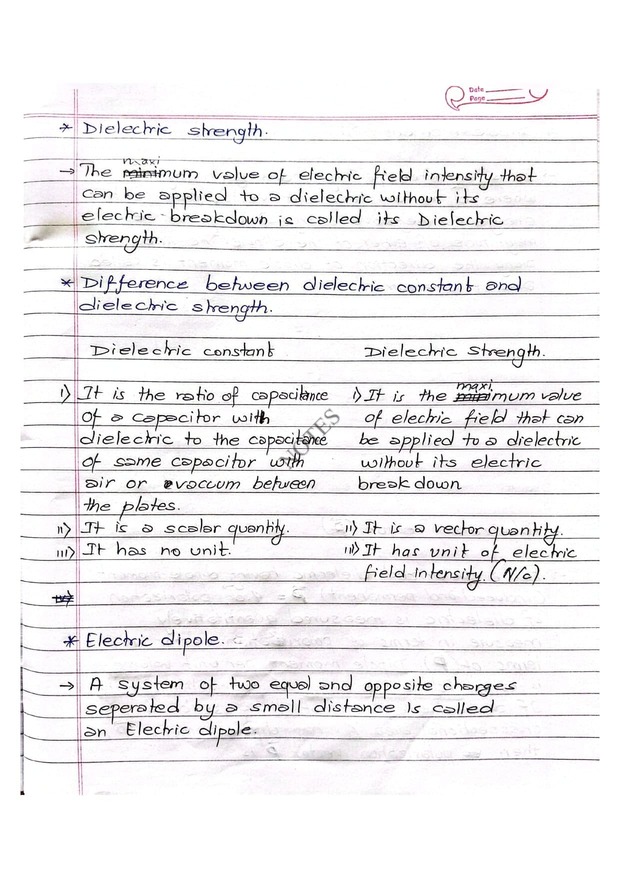 Date
Page
* Dielectric strength.
maxi
→ The minimum value of electric field intensity that
can be applied to a dielectric without its
electric breakdown is called its Dielectric
strength.
* Difference between dielectric constant and
dielectric strength.
Dielectric constant Dielectric Strength.
maxi
i) It is the ratio of capacitance i) It is the minimum value
of a capacitor with of electric field that can
dielectric to the capacitance be applied to a dielectric
of same capacitor with without its electric
air or vaccum between breakdown
the plates.
ii) It is a scalar quantity. ii) It is a vector quantity.
iii) It has no unit. iii) It has unit of electric
field intensity. (N/c).
iv)
* Electric dipole.
→ A system of two equal and opposite charges
seperated by a small distance is called
an Electric dipole.
NOTES